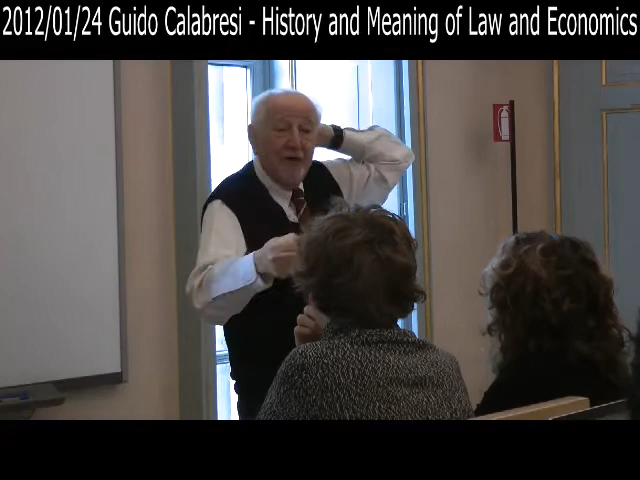 2012/01/24 Guido Calabresi - History and Meaning of Law and Economics